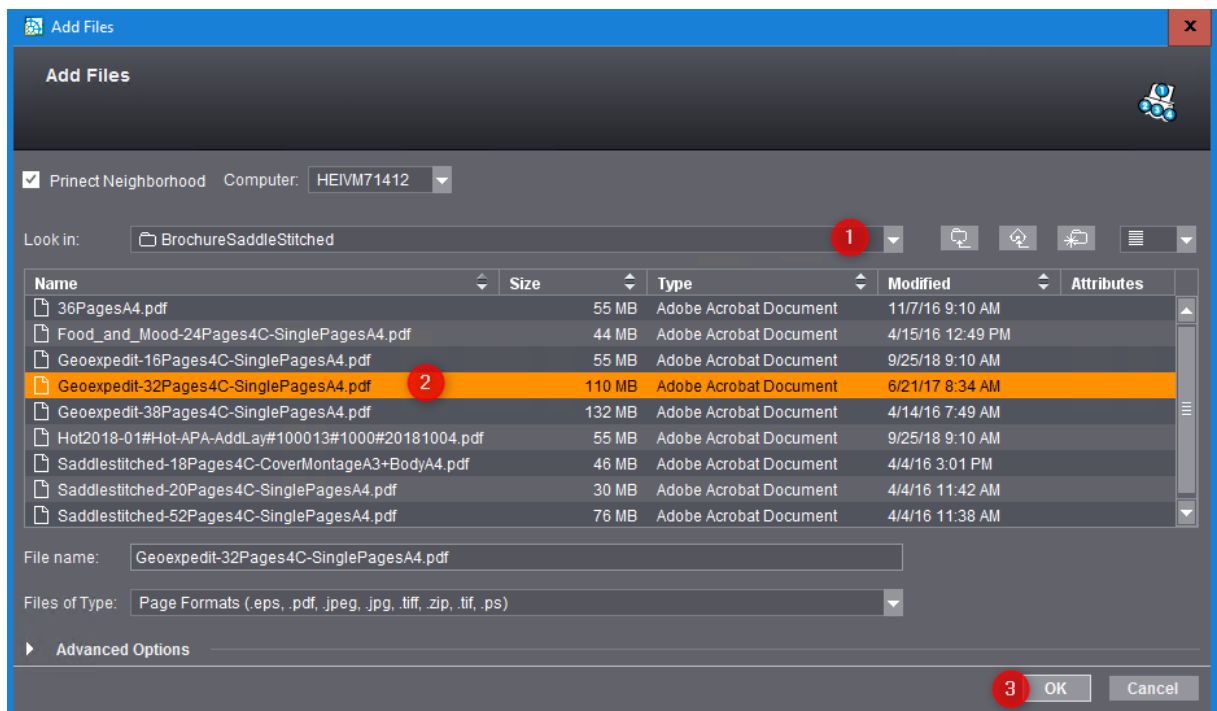 Add Files
x
Add Files
1
2 3 4
Prinect Neighborhood Computer: HEIVM71412
Look in: BrochureSaddleStitched 1
Name Size Type Modified Attributes
36PagesA4.pdf 55 MB Adobe Acrobat Document 11/7/16 9:10 AM
Food_and_Mood-24Pages4C-SinglePagesA4.pdf 44 MB Adobe Acrobat Document 4/15/16 12:49 PM
Geoexpedit-16Pages4C-SinglePagesA4.pdf 55 MB Adobe Acrobat Document 9/25/18 9:10 AM
Geoexpedit-32Pages4C-SinglePagesA4.pdf 2 110 MB Adobe Acrobat Document 6/21/17 8:34 AM
Geoexpedit-38Pages4C-SinglePagesA4.pdf 132 MB Adobe Acrobat Document 4/14/16 7:49 AM
Hot2018-01#Hot-APA-AddLay#100013#1000#20181004.pdf 55 MB Adobe Acrobat Document 9/25/18 9:10 AM
Saddlestitched-18Pages4C-CoverMontageA3+BodyA4.pdf 46 MB Adobe Acrobat Document 4/4/16 3:01 PM
Saddlestitched-20Pages4C-SinglePagesA4.pdf 30 MB Adobe Acrobat Document 4/4/16 11:42 AM
Saddlestitched-52Pages4C-SinglePagesA4.pdf 76 MB Adobe Acrobat Document 4/4/16 11:38 AM
File name: Geoexpedit-32Pages4C-SinglePagesA4.pdf
Files of Type: Page Formats (.eps, .pdf, .jpeg, .jpg, .tiff, .zip, .tif, .ps)
Advanced Options
3 OK Cancel